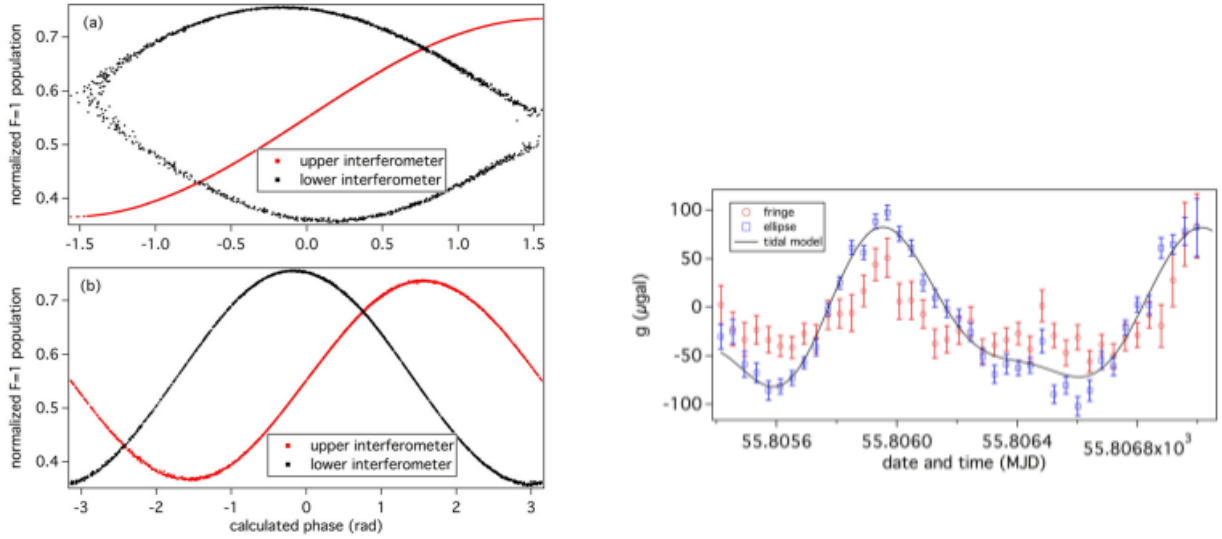 (a)
normalized F=1 population
0.7
0.6
0.5
0.4
upper interferometer
lower interferometer
-1.5 -1.0 -0.5 0.0 0.5 1.0 1.5
(b)
normalized F=1 population
0.7
0.6
0.5
0.4
upper interferometer
lower interferometer
-3 -2 -1 0 1 2 3
calculated phase (rad)
g (μgal)
100
50
0
-50
-100
fringe
ellipse
tidal model
55.8056 55.8060 55.8064 55.8068x10³
date and time (MJD)